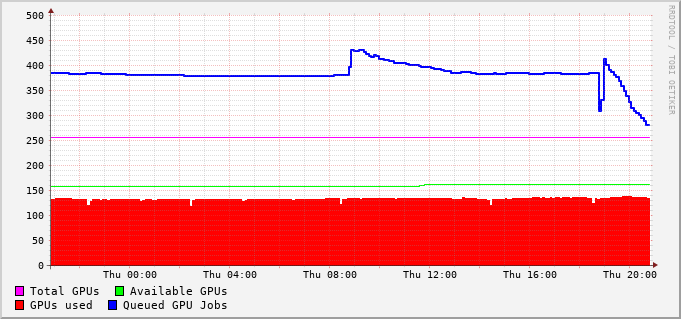 500
450
400
350
300
250
200
150
100
50
0
Thu 00:00 Thu 04:00 Thu 08:00 Thu 12:00 Thu 16:00 Thu 20:00
Total GPUs Available GPUs
GPUs used Queued GPU Jobs
RRDTOOL / TOBI OETIKER